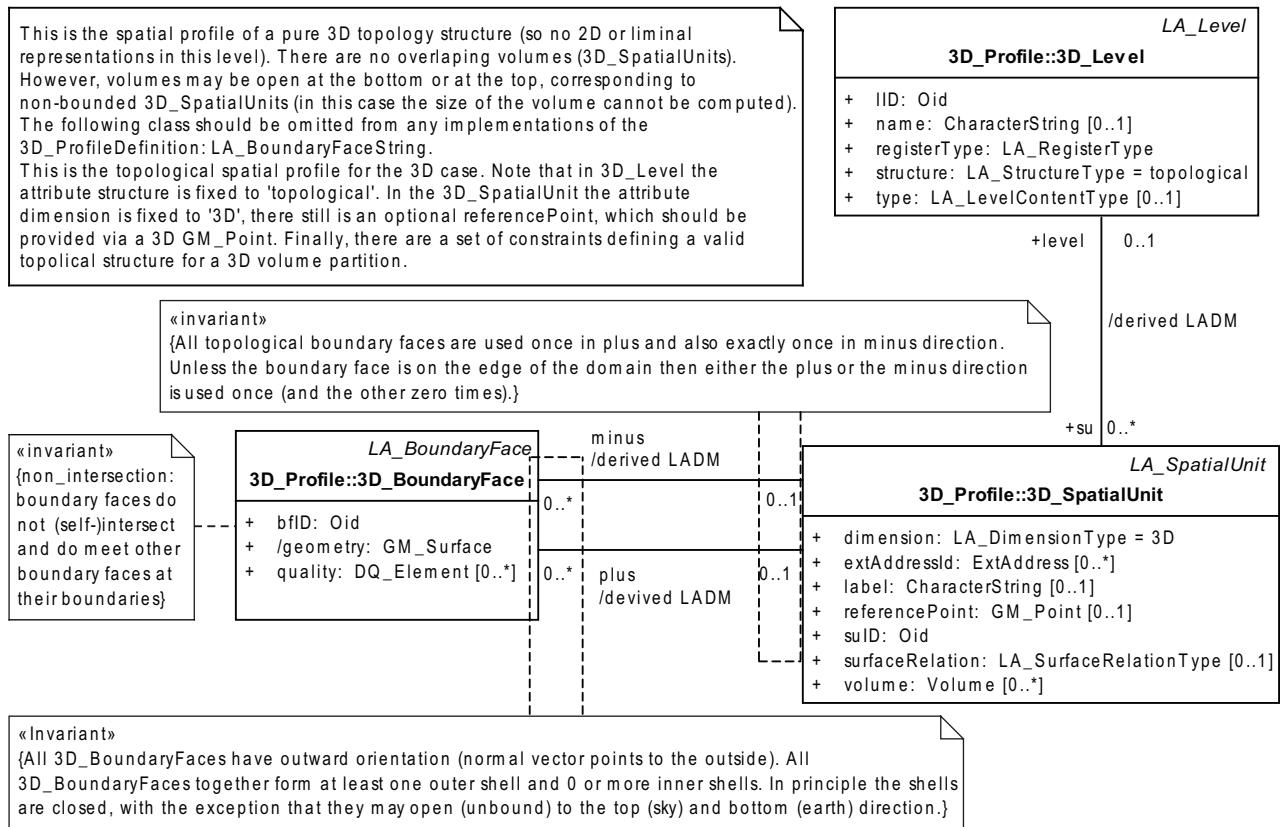 This is the spatial profile of a pure 3D topology structure (so no 2D or liminal
representations in this level). There are no overlaping volumes (3D_SpatialUnits).
However, volumes may be open at the bottom or at the top, corresponding to
non-bounded 3D_SpatialUnits (in this case the size of the volume cannot be computed).
The following class should be omitted from any implementations of the
3D_ProfileDefinition: LA_BoundaryFaceString.
This is the topological spatial profile for the 3D case. Note that in 3D_Level the
attribute structure is fixed to 'topological'. In the 3D_SpatialUnit the attribute
dimension is fixed to '3D', there still is an optional referencePoint, which should be
provided via a 3D GM_Point. Finally, there are a set of constraints defining a valid
topolical structure for a 3D volume partition.
LA_Level
3D_Profile::3D_Level
+ lID: Oid
+ name: CharacterString [0..1]
+ registerType: LA_RegisterType
+ structure: LA_StructureType = topological
+ type: LA_LevelContentType [0..1]
+level 0..1
/derived LADM
+su 0..*
«invariant»
{All topological boundary faces are used once in plus and also exactly once in minus direction.
Unless the boundary face is on the edge of the domain then either the plus or the minus direction
is used once (and the other zero times).}
«invariant»
{non_intersection:
boundary faces do
not (self-)intersect
and do meet other
boundary faces at
their boundaries}
LA_BoundaryFace
3D_Profile::3D_BoundaryFace
+ bfID: Oid
+ /geometry: GM_Surface
+ quality: DQ_Element [0..*]
minus
/derived LADM
0..* 0..1
0..* plus 0..1
/devived LADM
LA_SpatialUnit
3D_Profile::3D_SpatialUnit
+ dimension: LA_DimensionType = 3D
+ extAddressId: ExtAddress [0..*]
+ label: CharacterString [0..1]
+ referencePoint: GM_Point [0..1]
+ suID: Oid
+ surfaceRelation: LA_SurfaceRelationType [0..1]
+ volume: Volume [0..*]
«Invariant»
{All 3D_BoundaryFaces have outward orientation (normal vector points to the outside). All
3D_BoundaryFaces together form at least one outer shell and 0 or more inner shells. In principle the shells
are closed, with the exception that they may open (unbound) to the top (sky) and bottom (earth) direction.}